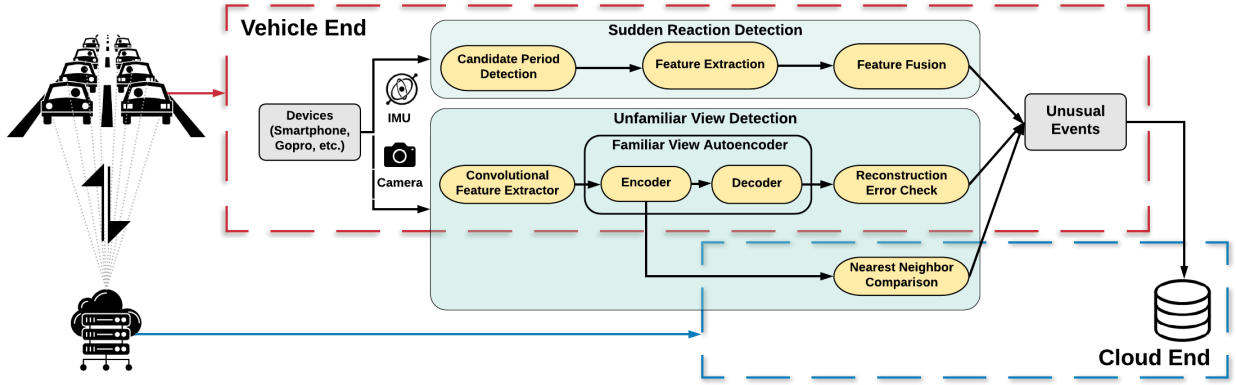 Vehicle End
Sudden Reaction Detection
Candidate Period
Detection
Feature Extraction
Feature Fusion
Devices
(Smartphone,
Gopro, etc.)
IMU
Camera
Unfamiliar View Detection
Familiar View Autoencoder
Convolutional
Feature Extractor
Encoder
Decoder
Reconstruction
Error Check
Nearest Neighbor
Comparison
Unusual
Events
Cloud End